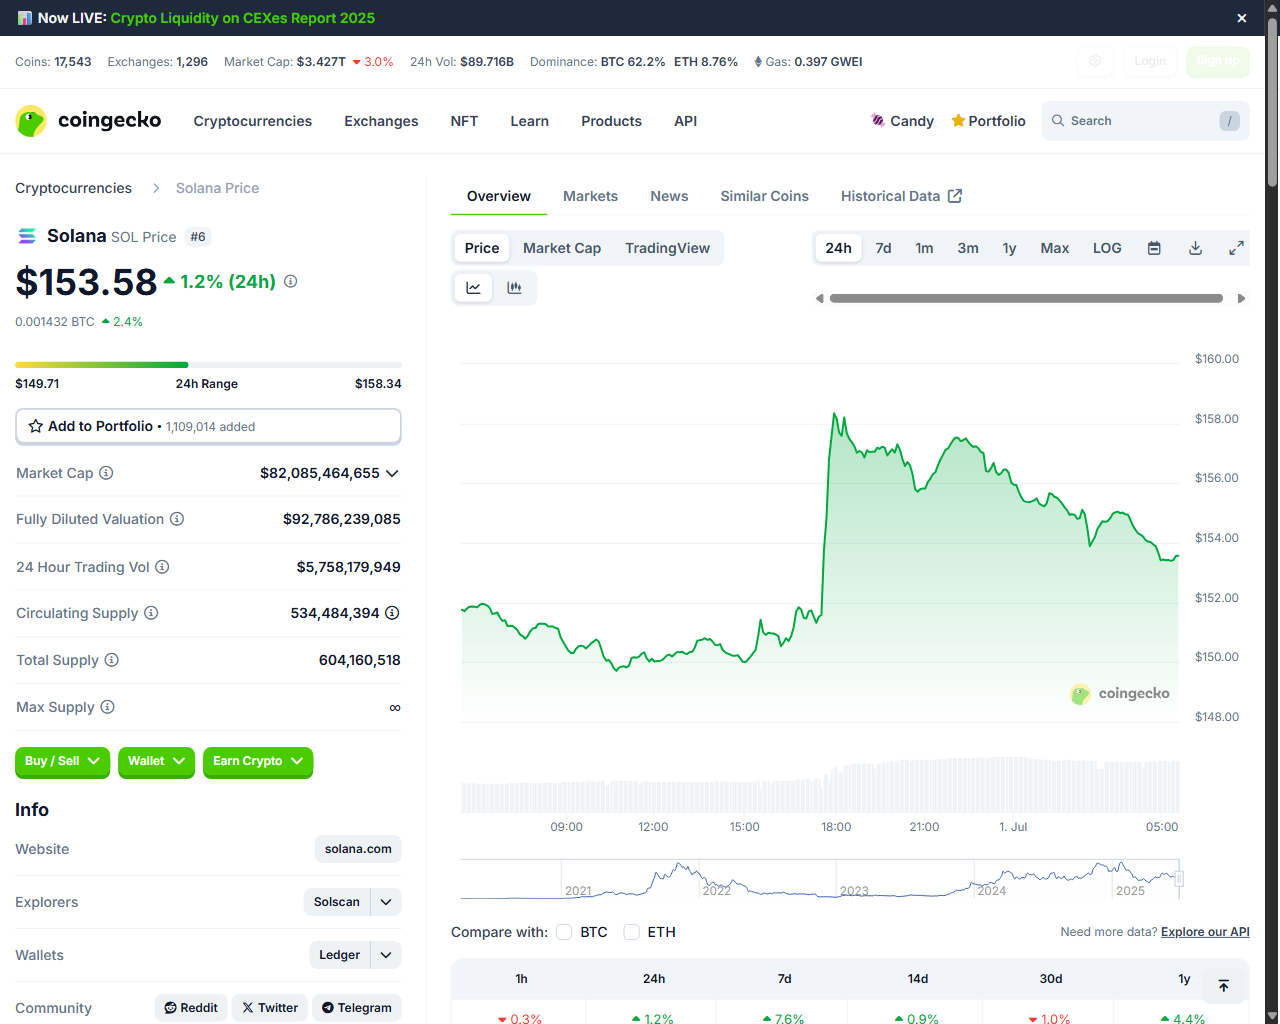 Now LIVE: Crypto Liquidity on CEXes Report 2025
Coins: 17,543 Exchanges: 1,296 Market Cap: $3.427T 3.0% 24h Vol: $89.716B Dominance: BTC 62.2% ETH 8.76% Gas: 0.397 GWEI Login Sign up
coingecko Cryptocurrencies Exchanges NFT Learn Products API Candy Portfolio Search /
Cryptocurrencies > Solana Price
Solana SOL Price #6
$153.58 1.2% (24h)
0.001432 BTC 2.4%
$149.71 24h Range $158.34
Add to Portfolio • 1,109,014 added
Market Cap $82,085,464,655
Fully Diluted Valuation $92,786,239,085
24 Hour Trading Vol $5,758,179,949
Circulating Supply 534,484,394
Total Supply 604,160,518
Max Supply ∞
Buy / Sell Wallet Earn Crypto
Info
Website solana.com
Explorers Solscan
Wallets Ledger
Community Reddit Twitter Telegram
Overview Markets News Similar Coins Historical Data
Price Market Cap TradingView 24h 7d 1m 3m 1y Max LOG
$160.00
$158.00
$156.00
$154.00
$152.00
$150.00
coingecko
$148.00
09:00 12:00 15:00 18:00 21:00 1. Jul 05:00
2021 2022 2023 2024 2025
Compare with: BTC ETH Need more data? Explore our API
1h 24h 7d 14d 30d 1y
0.3% 1.2% 7.6% 0.9% 1.0% 4.4%